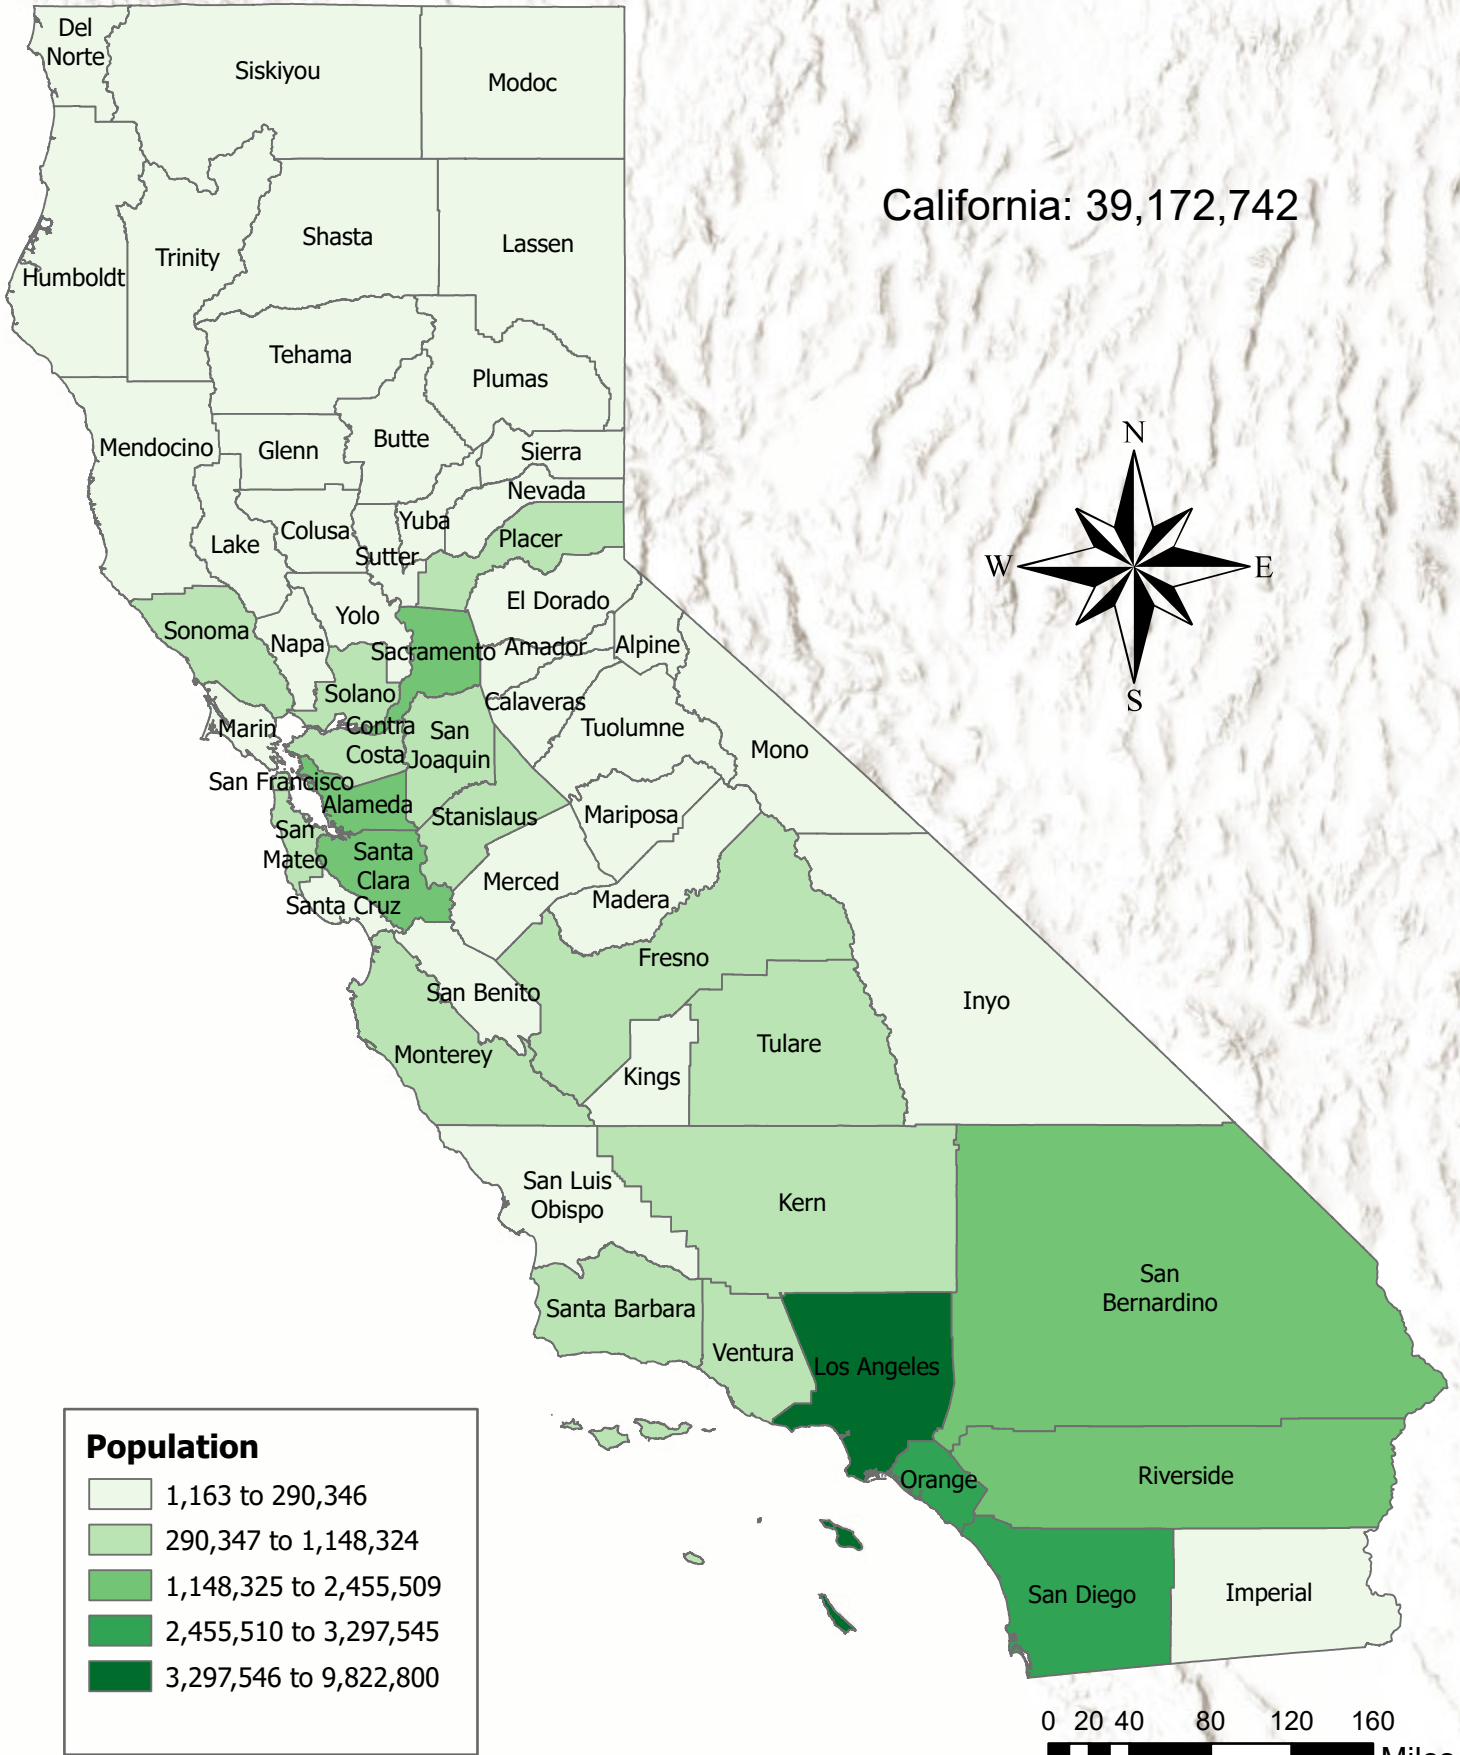 Del
Norte
Siskiyou
Modoc
California: 39,172,742
Shasta
Lassen
Trinity
Humboldt
Tehama
Plumas
Butte
Mendocino
Glenn
Sierra
Nevada
Yuba
Colusa
Placer
Lake
Sutter
N
W
E
S
El Dorado
Yolo
Sonoma
Napa
Amador
Alpine
Sacramento
Solano
Calaveras
Marin
Contra
Costa
San
Joaquin
Tuolumne
Mono
San Francisco
Alameda
Stanislaus
Mariposa
San
Mateo
Santa
Clara
Merced
Madera
Santa Cruz
Fresno
San Benito
Inyo
Tulare
Monterey
Kings
San Luis
Obispo
Kern
San
Bernardino
Santa Barbara
Ventura
Los Angeles
Orange
Riverside
San Diego
Imperial
Population
1,163 to 290,346
290,347 to 1,148,324
1,148,325 to 2,455,509
2,455,510 to 3,297,545
3,297,546 to 9,822,800
0 20 40 80 120 160